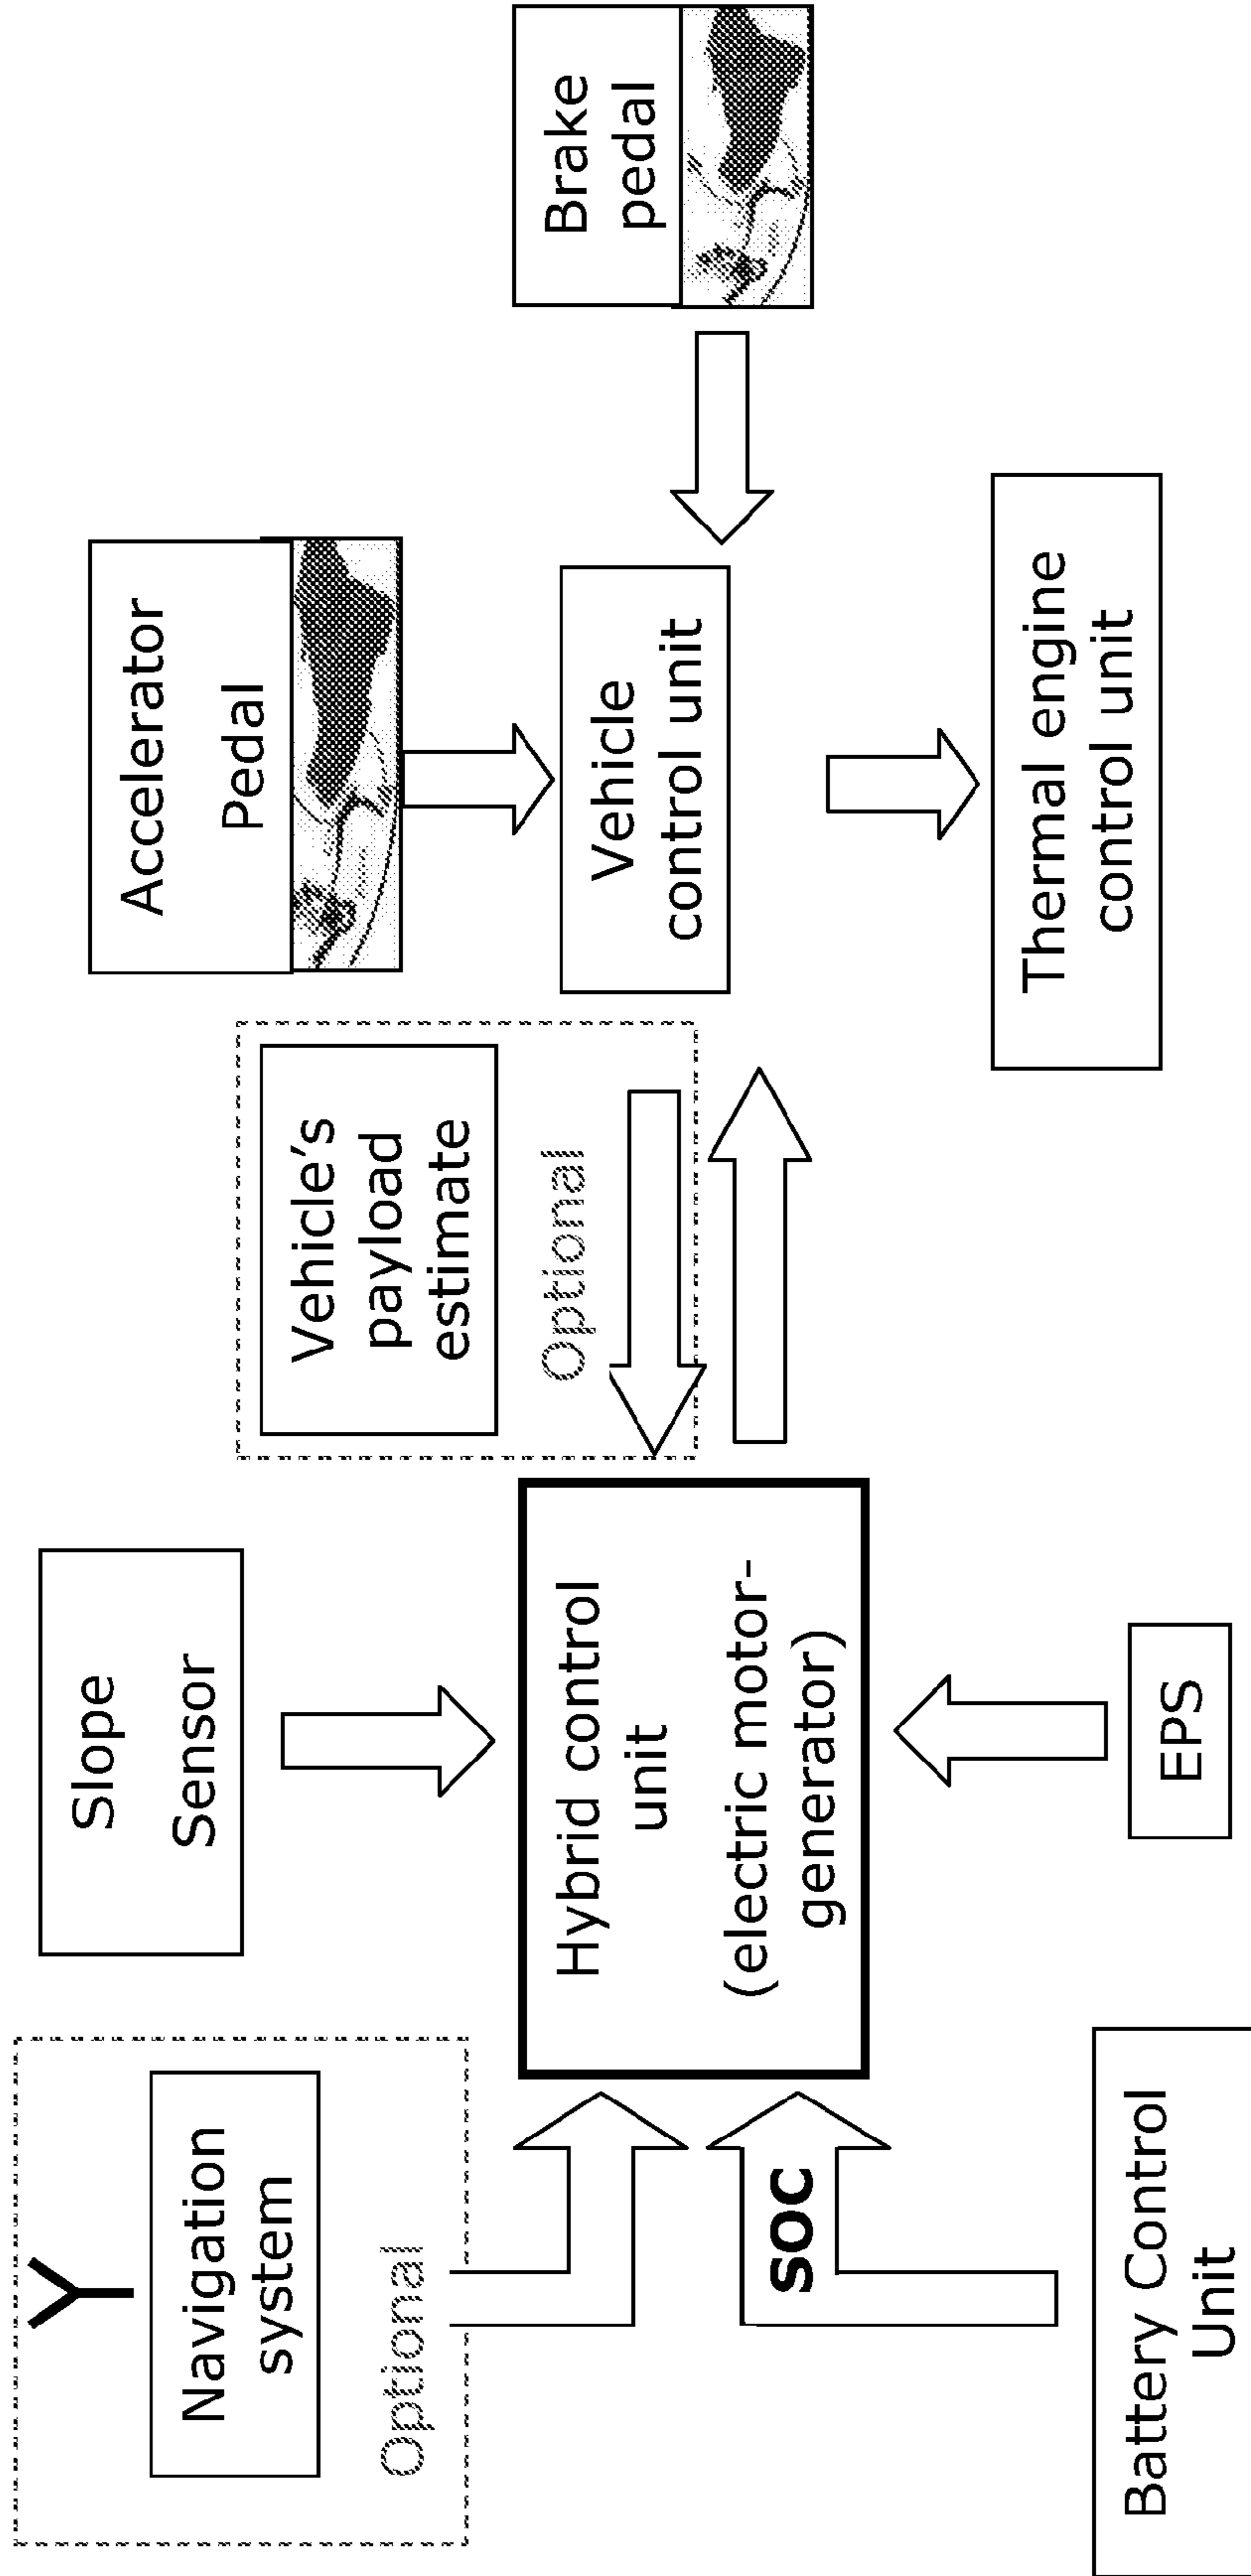 Navigation
system
Optional
Slope
Sensor
Vehicle's
payload
estimate
Optional
Accelerator
Pedal
Brake
pedal
Hybrid control
unit
(electric motor-
generator)
Vehicle
control unit
SOC
Battery Control
Unit
EPS
Thermal engine
control unit